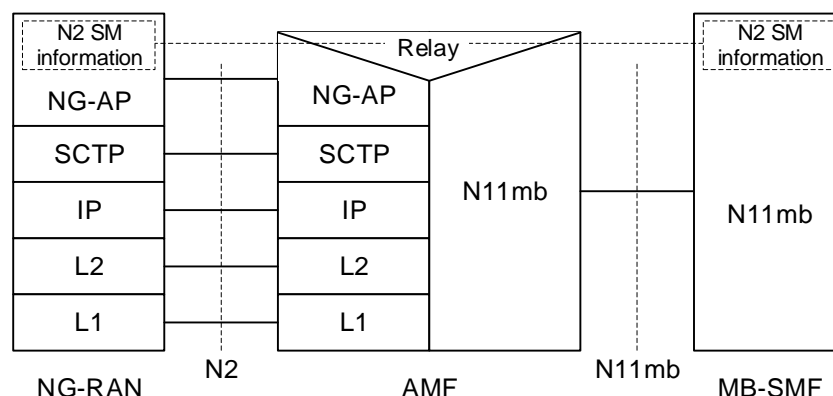 N2 SM
information
Relay
N2 SM
information
NG-AP
NG-AP
SCTP
SCTP
N11mb
N11mb
IP
IP
L2
L2
L1
L1
N2
N11mb
NG-RAN
AMF
MB-SMF